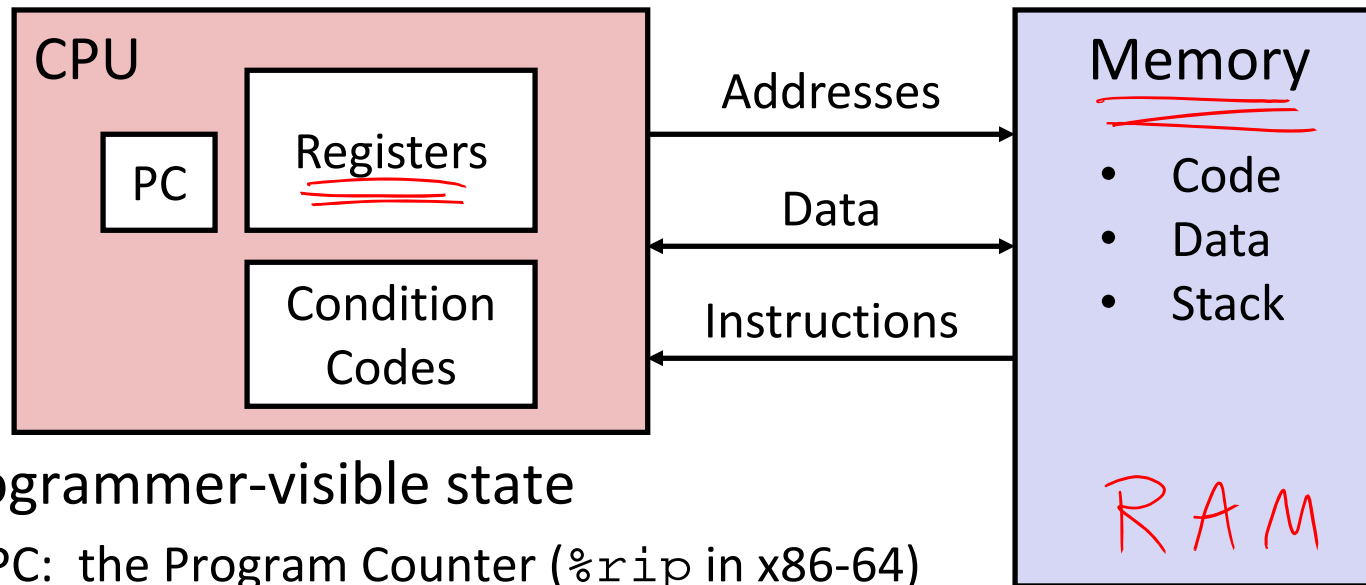 CPU
PC
Registers
Condition
Codes
Addresses
Data
Instructions
Memory
• Code
• Data
• Stack
RAM
ogrammer-visible state
PC: the Program Counter (%rip in x86-64)